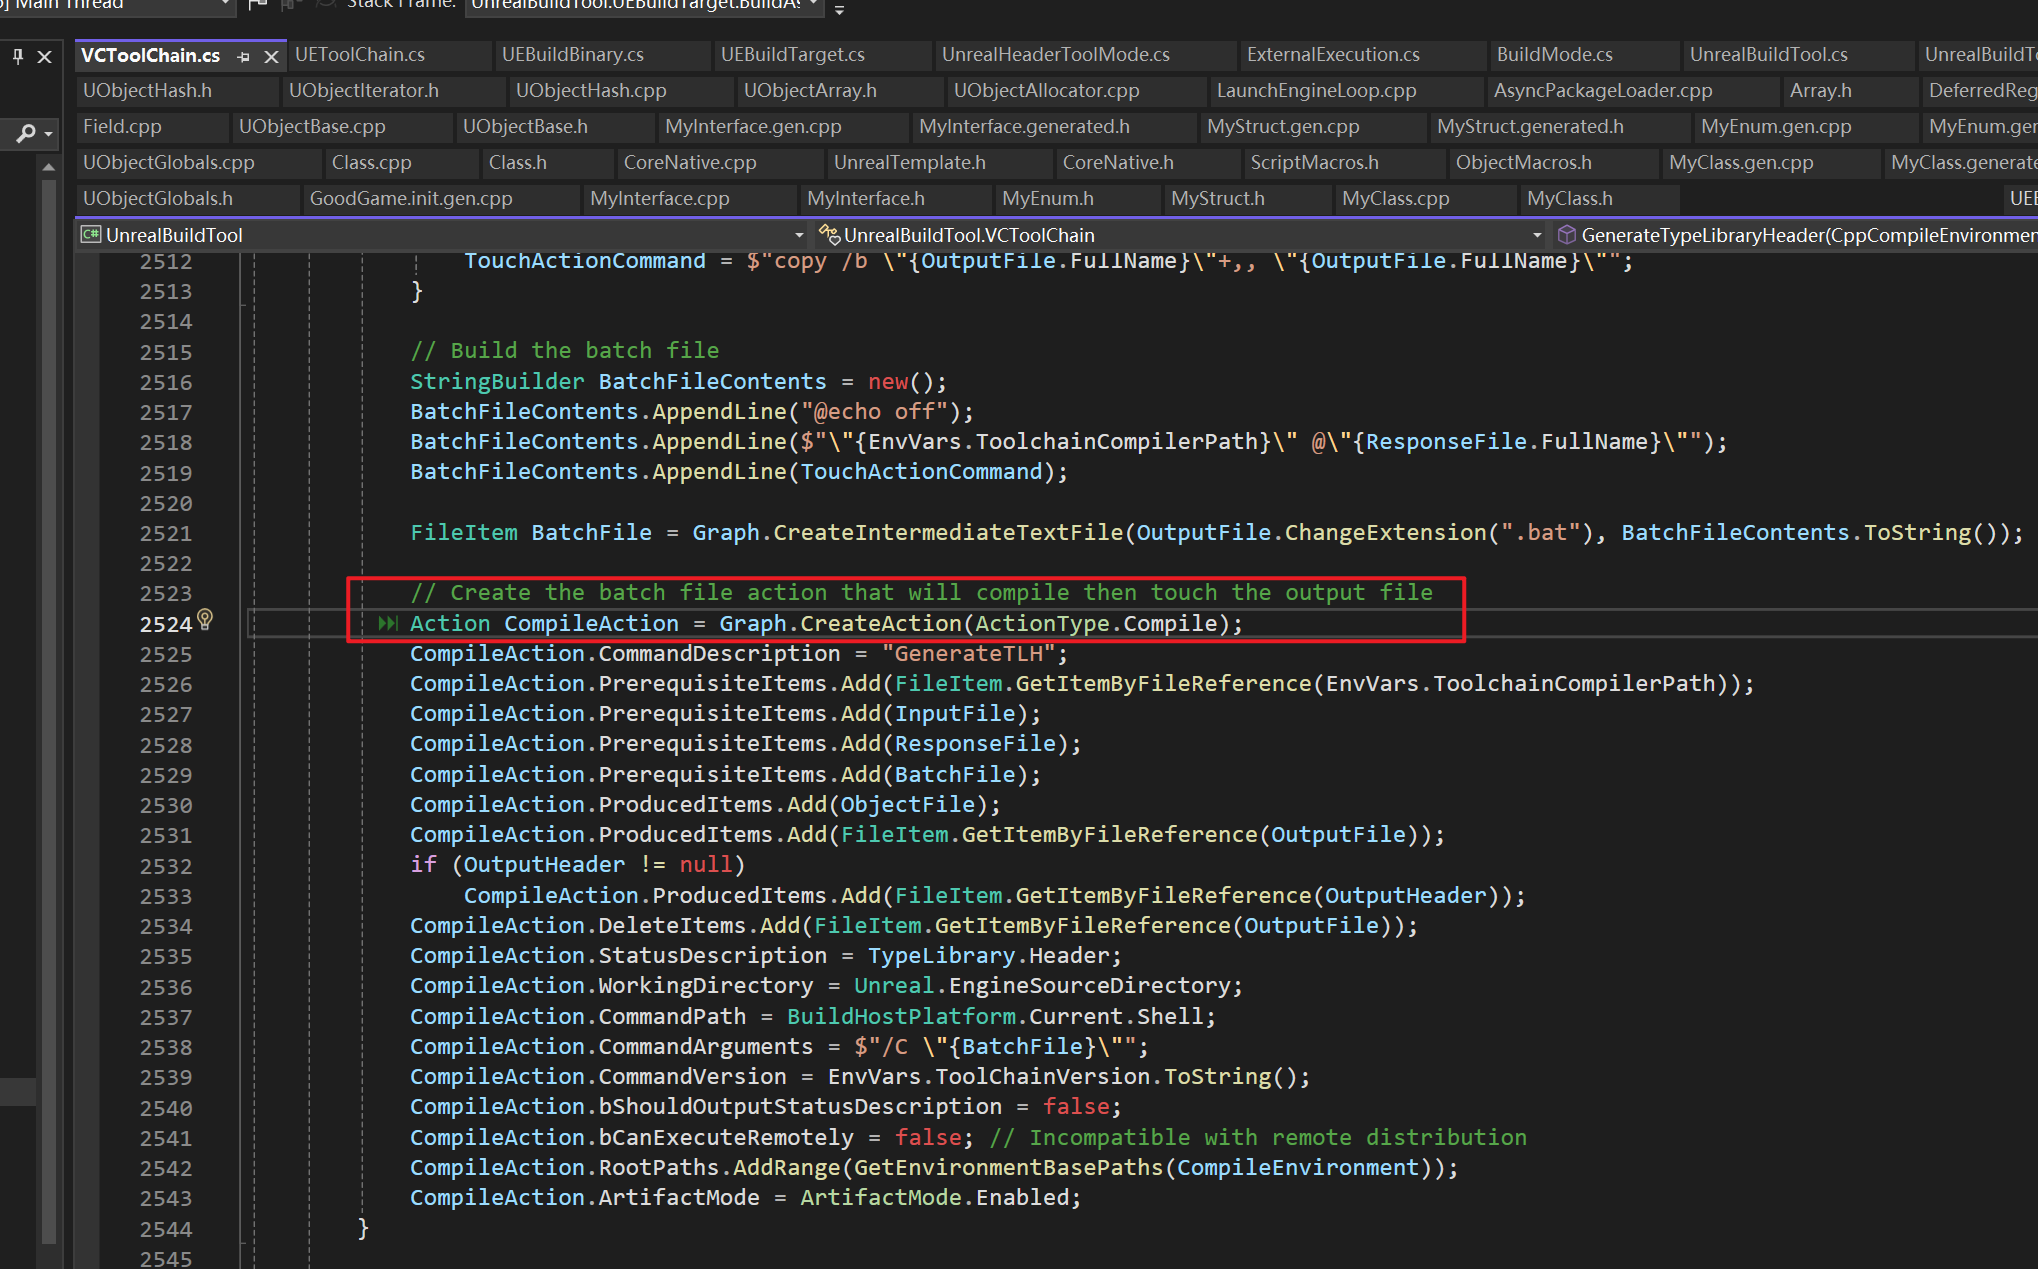 Main Thread Stack Frame: UnrealBuildTool.UEBuildTarget.BuildAs
VCToolChain.cs UEToolChain.cs UEBuildBinary.cs UEBuildTarget.cs UnrealHeaderToolMode.cs ExternalExecution.cs BuildMode.cs UnrealBuildTool.cs UnrealBuildTo
UObjectHash.h UObjectIterator.h UObjectHash.cpp UObjectArray.h UObjectAllocator.cpp LaunchEngineLoop.cpp AsyncPackageLoader.cpp Array.h DeferredReg
Field.cpp UObjectBase.cpp UObjectBase.h MyInterface.gen.cpp MyInterface.generated.h MyStruct.gen.cpp MyStruct.generated.h MyEnum.gen.cpp MyEnum.gen
UObjectGlobals.cpp Class.cpp Class.h CoreNative.cpp UnrealTemplate.h CoreNative.h ScriptMacros.h ObjectMacros.h MyClass.gen.cpp MyClass.generate
UObjectGlobals.h GoodGame.init.gen.cpp MyInterface.cpp MyInterface.h MyEnum.h MyStruct.h MyClass.cpp MyClass.h UEB
C# UnrealBuildTool UnrealBuildTool.VCToolChain GenerateTypeLibraryHeader(CppCompileEnvironmen
2512 TouchActionCommand = $"copy /b \"{OutputFile.FullName}\"+,, \"{OutputFile.FullName}\"";
2513 }
2514
2515 // Build the batch file
2516 StringBuilder BatchFileContents = new();
2517 BatchFileContents.AppendLine("@echo off");
2518 BatchFileContents.AppendLine($"\"{EnvVars.ToolchainCompilerPath}\" @\"{ResponseFile.FullName}\"");
2519 BatchFileContents.AppendLine(TouchActionCommand);
2520
2521 FileItem BatchFile = Graph.CreateIntermediateTextFile(OutputFile.ChangeExtension(".bat"), BatchFileContents.ToString());
2522
2523 // Create the batch file action that will compile then touch the output file
2524 Action CompileAction = Graph.CreateAction(ActionType.Compile);
2525 CompileAction.CommandDescription = "GenerateTLH";
2526 CompileAction.PrerequisiteItems.Add(FileItem.GetItemByFileReference(EnvVars.ToolchainCompilerPath));
2527 CompileAction.PrerequisiteItems.Add(InputFile);
2528 CompileAction.PrerequisiteItems.Add(ResponseFile);
2529 CompileAction.PrerequisiteItems.Add(BatchFile);
2530 CompileAction.ProducedItems.Add(ObjectFile);
2531 CompileAction.ProducedItems.Add(FileItem.GetItemByFileReference(OutputFile));
2532 if (OutputHeader != null)
2533 CompileAction.ProducedItems.Add(FileItem.GetItemByFileReference(OutputHeader));
2534 CompileAction.DeleteItems.Add(FileItem.GetItemByFileReference(OutputFile));
2535 CompileAction.StatusDescription = TypeLibrary.Header;
2536 CompileAction.WorkingDirectory = Unreal.EngineSourceDirectory;
2537 CompileAction.CommandPath = BuildHostPlatform.Current.Shell;
2538 CompileAction.CommandArguments = $"/C \"{BatchFile}\"";
2539 CompileAction.CommandVersion = EnvVars.ToolChainVersion.ToString();
2540 CompileAction.bShouldOutputStatusDescription = false;
2541 CompileAction.bCanExecuteRemotely = false; // Incompatible with remote distribution
2542 CompileAction.RootPaths.AddRange(GetEnvironmentBasePaths(CompileEnvironment));
2543 CompileAction.ArtifactMode = ArtifactMode.Enabled;
2544 }
2545